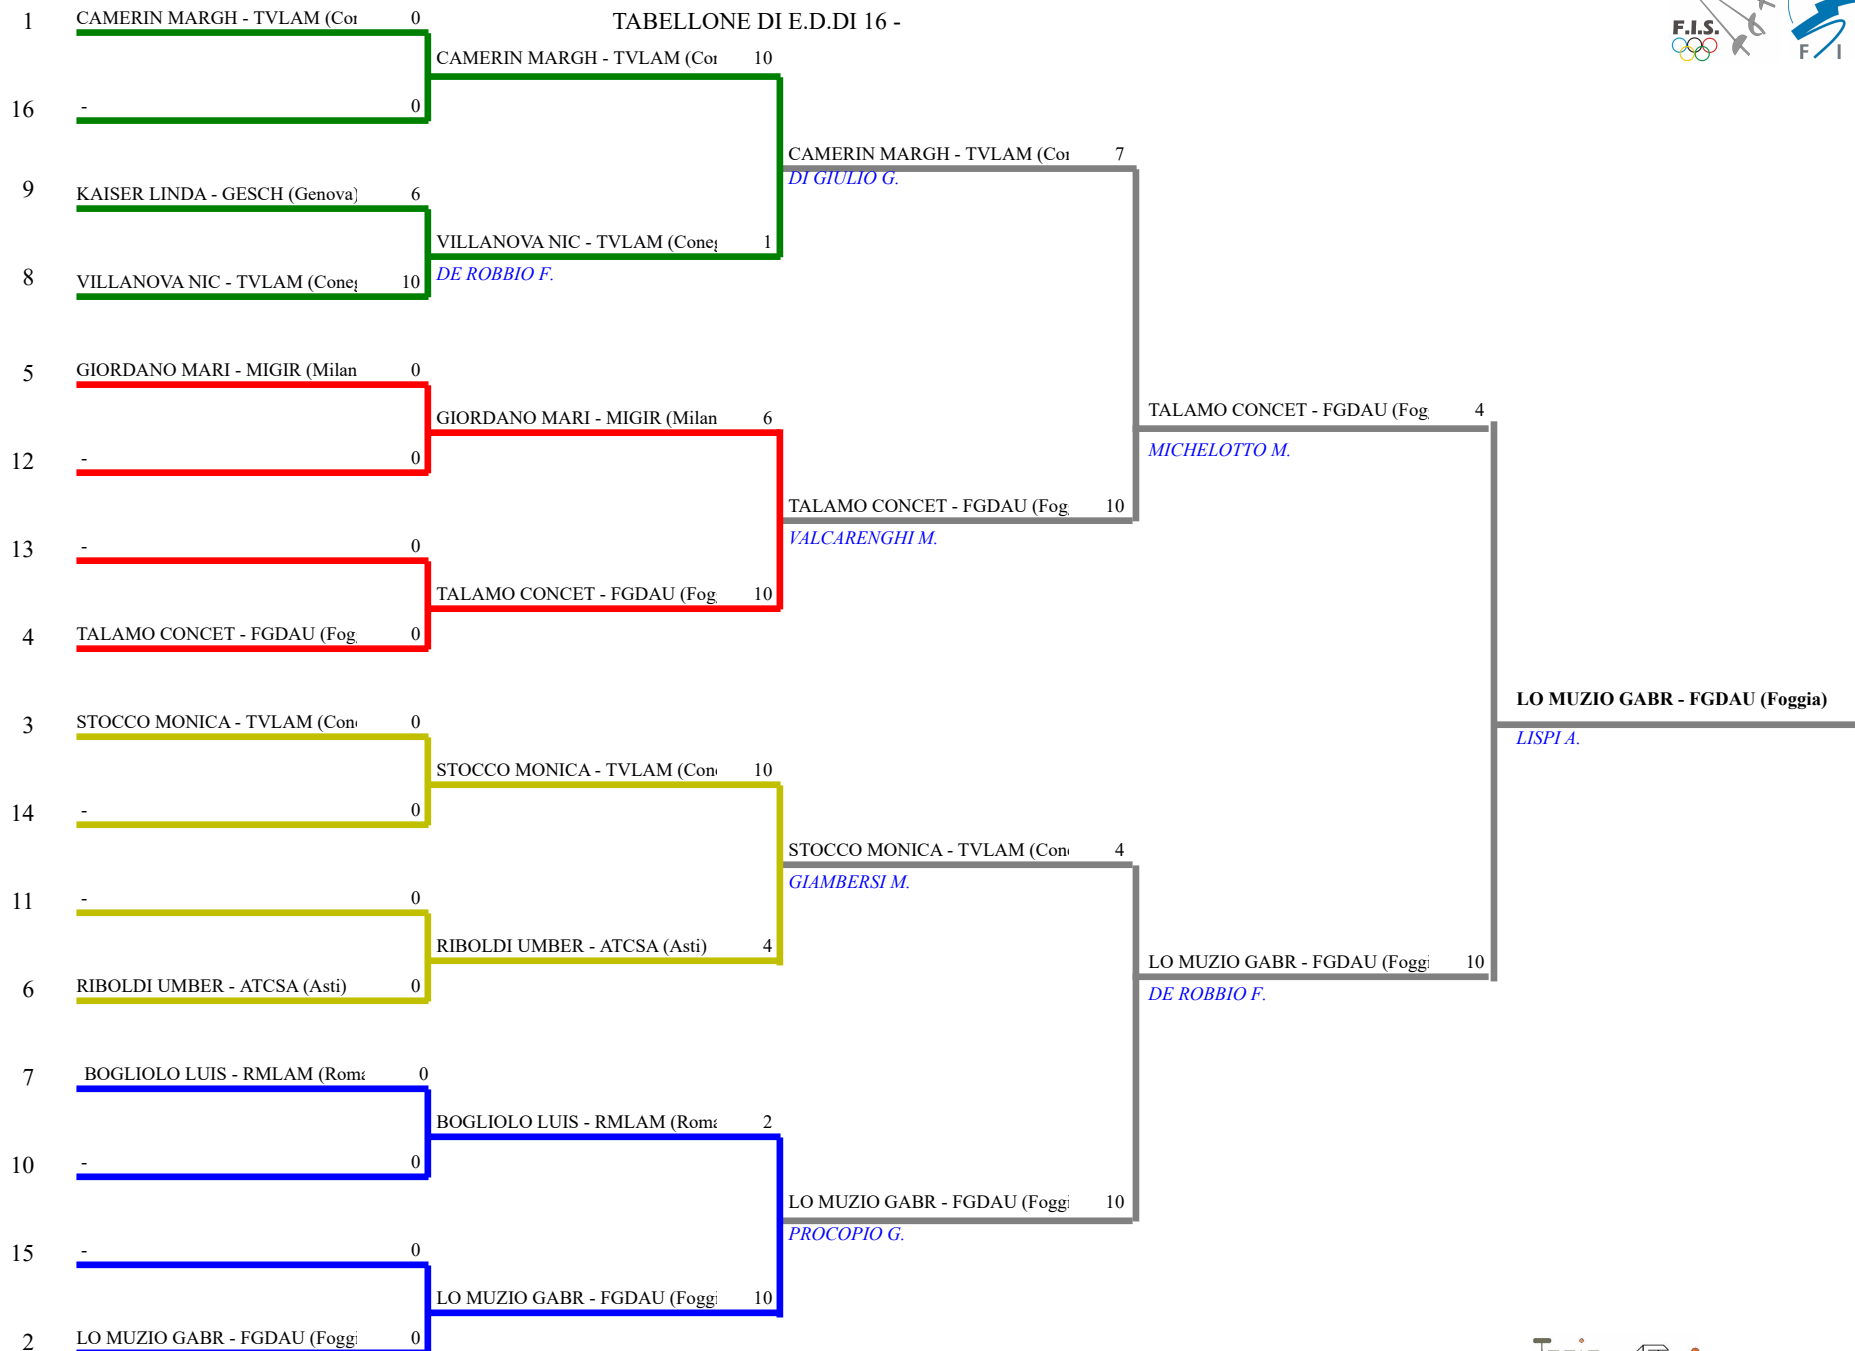 TABELLONE DI E.D.DI 16 -
F.I.S.
F I
1 CAMERIN MARGH - TVLAM (Cor 0
CAMERIN MARGH - TVLAM (Cor 10
16 - 0
CAMERIN MARGH - TVLAM (Cor 7
DI GIULIO G.
9 KAISER LINDA - GESCH (Genova) 6
VILLANOVA NIC - TVLAM (Coneg 1
DE ROBBIO F.
8 VILLANOVA NIC - TVLAM (Coneg 10
5 GIORDANO MARI - MIGIR (Milan 0
GIORDANO MARI - MIGIR (Milan 6
TALAMO CONCET - FGDAU (Fog 4
MICHELOTTO M.
12 - 0
TALAMO CONCET - FGDAU (Fog 10
VALCARENGHI M.
13 - 0
TALAMO CONCET - FGDAU (Fog 10
4 TALAMO CONCET - FGDAU (Fog 0
LO MUZIO GABR - FGDAU (Foggia)
LISPI A.
3 STOCCO MONICA - TVLAM (Con 0
STOCCO MONICA - TVLAM (Con 10
14 - 0
STOCCO MONICA - TVLAM (Con 4
GIAMBERSI M.
11 - 0
RIBOLDI UMBER - ATCSA (Asti) 4
LO MUZIO GABR - FGDAU (Foggi 10
DE ROBBIO F.
6 RIBOLDI UMBER - ATCSA (Asti) 0
7 BOGLIOLO LUIS - RMLAM (Roma 0
BOGLIOLO LUIS - RMLAM (Roma 2
10 - 0
LO MUZIO GABR - FGDAU (Foggi 10
PROCOPIO G.
15 - 0
LO MUZIO GABR - FGDAU (Foggi 10
2 LO MUZIO GABR - FGDAU (Foggi 0